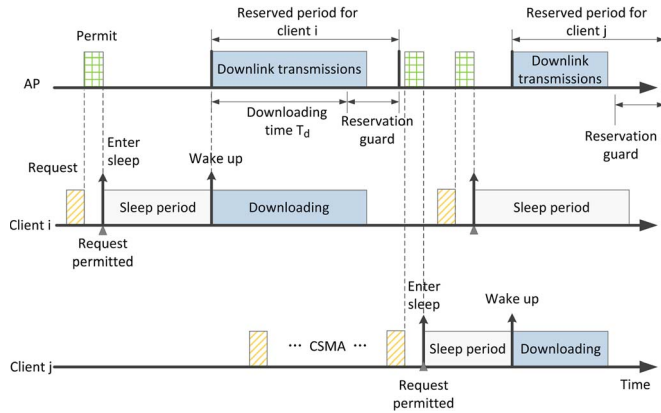 Reserved period for
client i
Reserved period for
client j
Permit
Downlink transmissions
Downlink
transmissions
AP
Downloading
time Td
Reservation
guard
Reservation
guard
Enter
sleep
Wake up
Request
Sleep period
Downloading
Sleep period
Client i
Request
permitted
Enter
sleep
Wake up
··· CSMA ···
Sleep period
Downloading
Client j
Time
Request
permitted